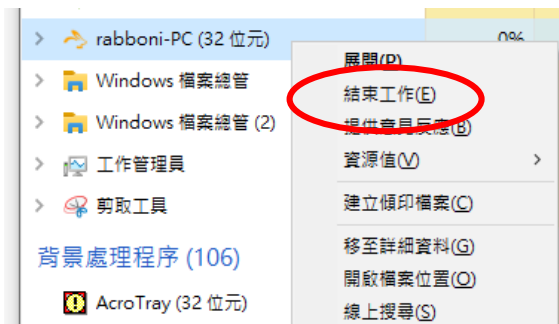 rabboni-PC (32 位元)
0%
Windows 檔案總管
Windows 檔案總管 (2)
工作管理員
剪取工具
背景處理程序 (106)
AcroTray (32 位元)
展開(P)
結束工作(E)
提供意見反應(B)
資源值(V)
建立傾印檔案(C)
移至詳細資料(G)
開啟檔案位置(O)
線上搜尋(S)